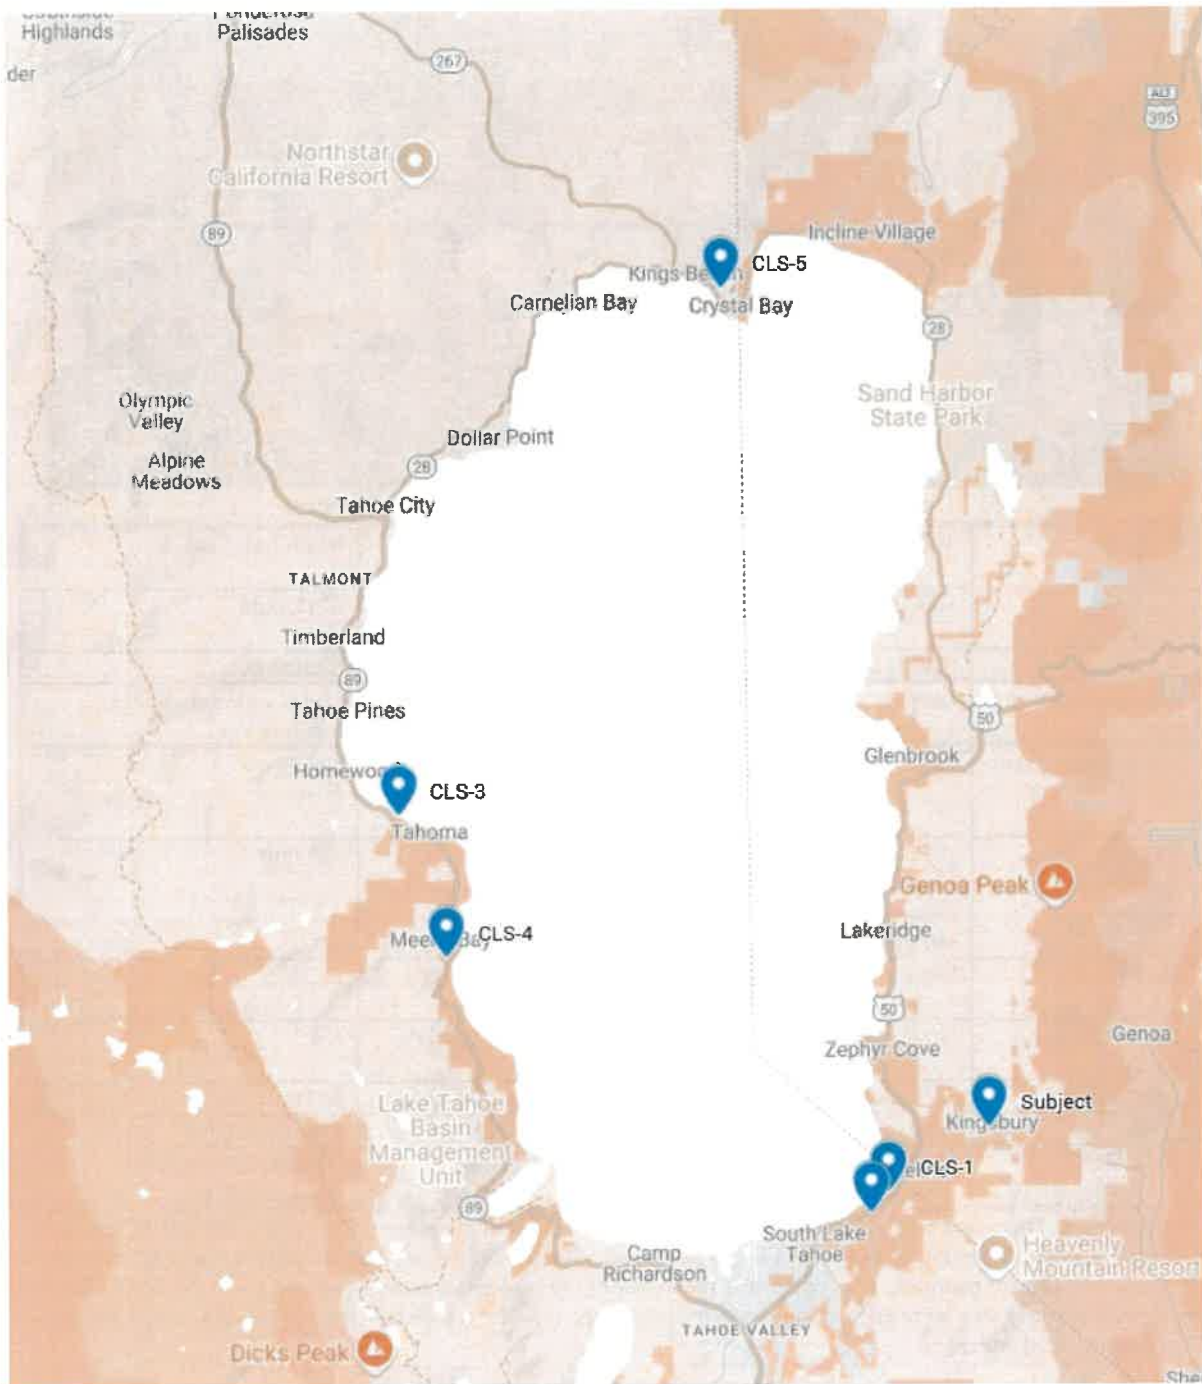 Highlands
Palisades
der
267
ALT
395
Northstar
California Resort
89
Incline Village
CLS-5
Carnelian Bay
Crystal Bay
28
Sand Harbor
State Park
Olympic
Valley
Dollar Point
Alpine
Meadows
28
Tahoe City
TALMONT
Timberland
89
Tahoe Pines
50
Glenbrook
CLS-3
Tahoma
Genoa Peak
Lakeridge
CLS-4
50
Genoa
Zephyr Cove
Subject
Lake Tahoe
Basin
Management
Unit
CLS-1
89
South Lake
Tahoe
Camp
Richardson
Heavenly
Mountain Resort
TAHOE VALLEY
Dicks Peak